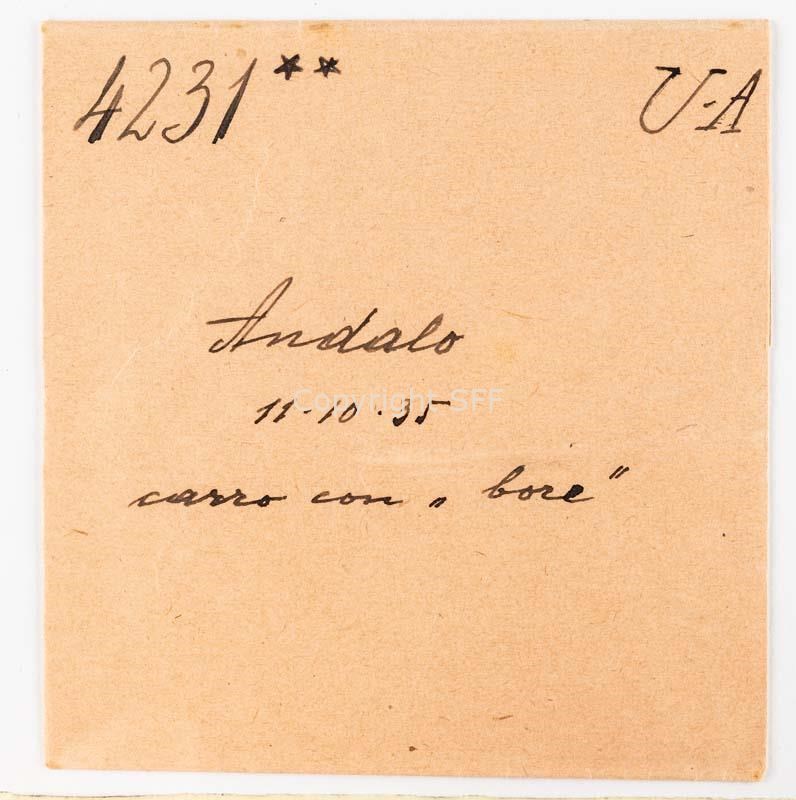 4231** U-A
Andalo
Copyright SFF
11-10.35
carro con „ bore"